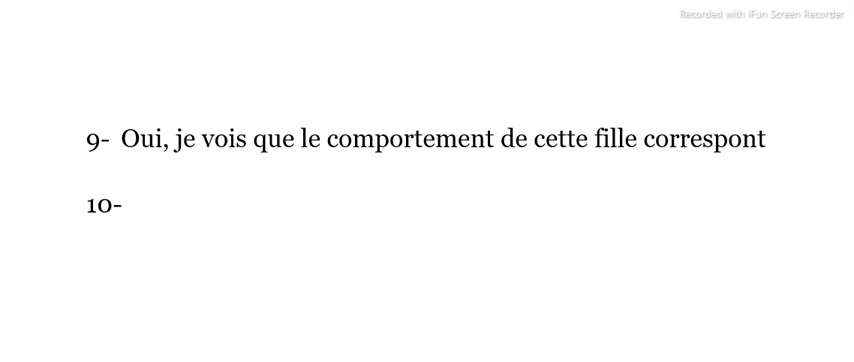 Recorded with iFun Screen Recorder
9- Oui, je vois que le comportement de cette fille correspont
10-